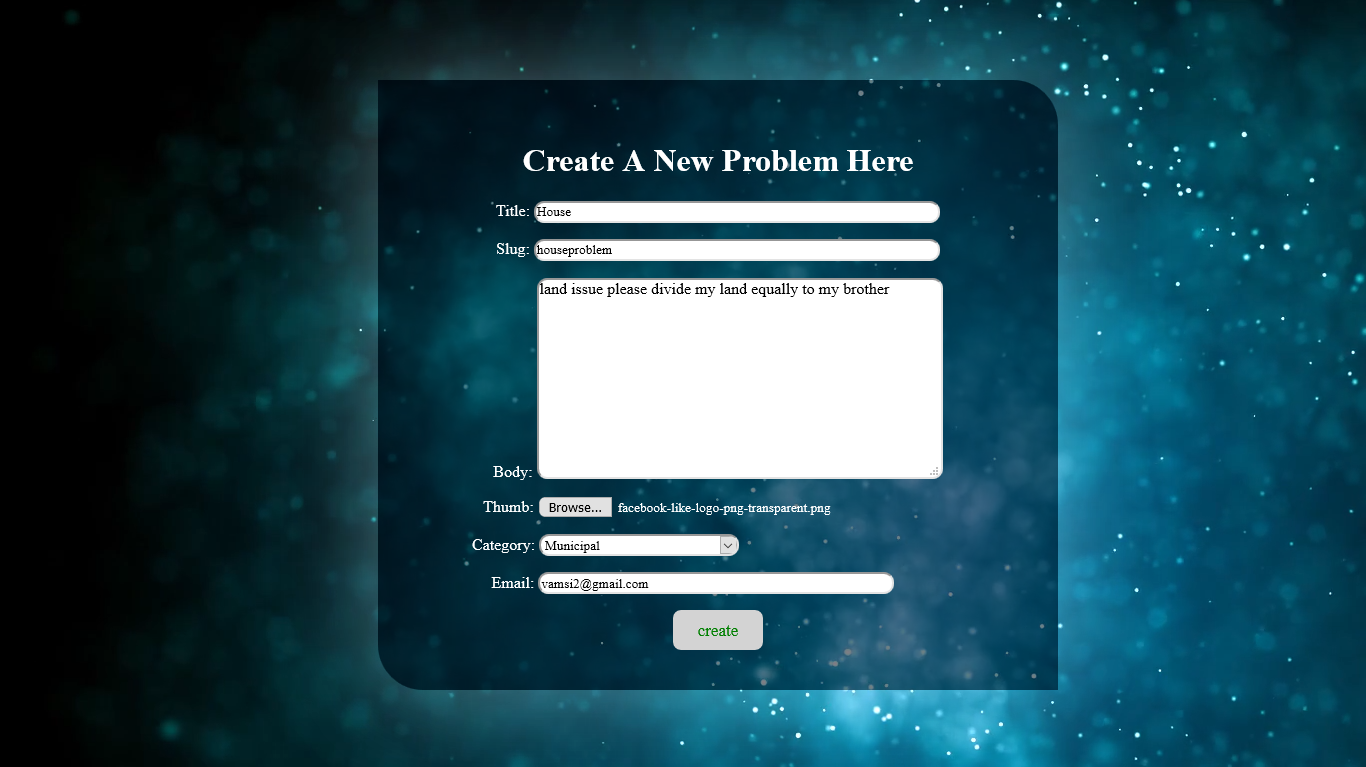 Create A New Problem Here
Title: House
Slug: houseproblem
land issue please divide my land equally to my brother
Body:
Thumb: Browse... facebook-like-logo-png-transparent.png
Category: Municipal
Email: vamsi2@gmail.com
create